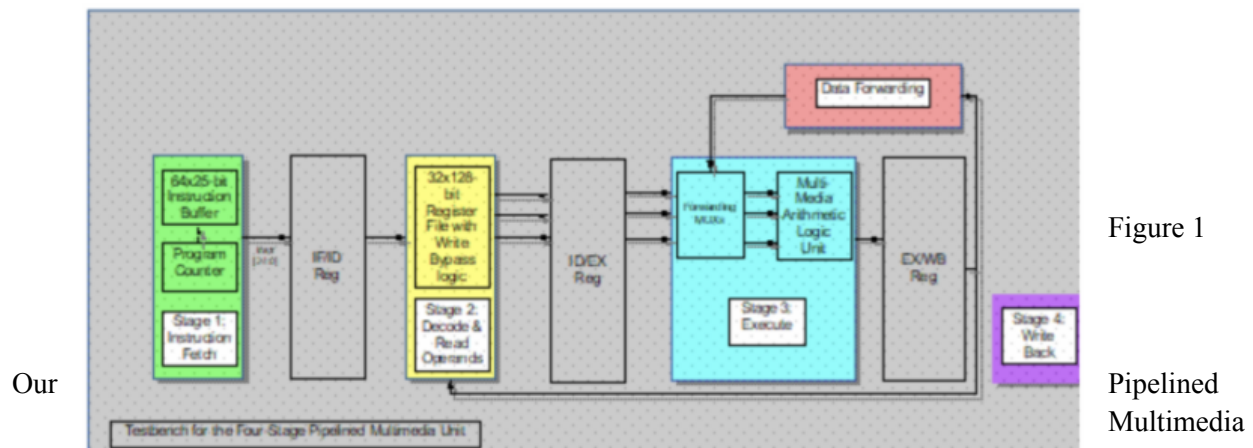 Data Forwarding
64x25-bit
Instruction
Buffer
Program
Counter
Stage 1:
Instruction
Fetch
IF/ID
Reg
32x128-
bit
Register
File with
Write
Bypass
logic
Stage 2:
Decode &
Read
Operands
ID/EX
Reg
Forwarding
MUXs
Multi-
Media
Arithmetic
Logic
Unit
Stage 3:
Execute
EX/WB
Reg
Stage 4:
Write
Back
Testbench for the Four-Stage Pipelined Multimedia Unit
Figure 1
Our
Pipelined
Multimedia